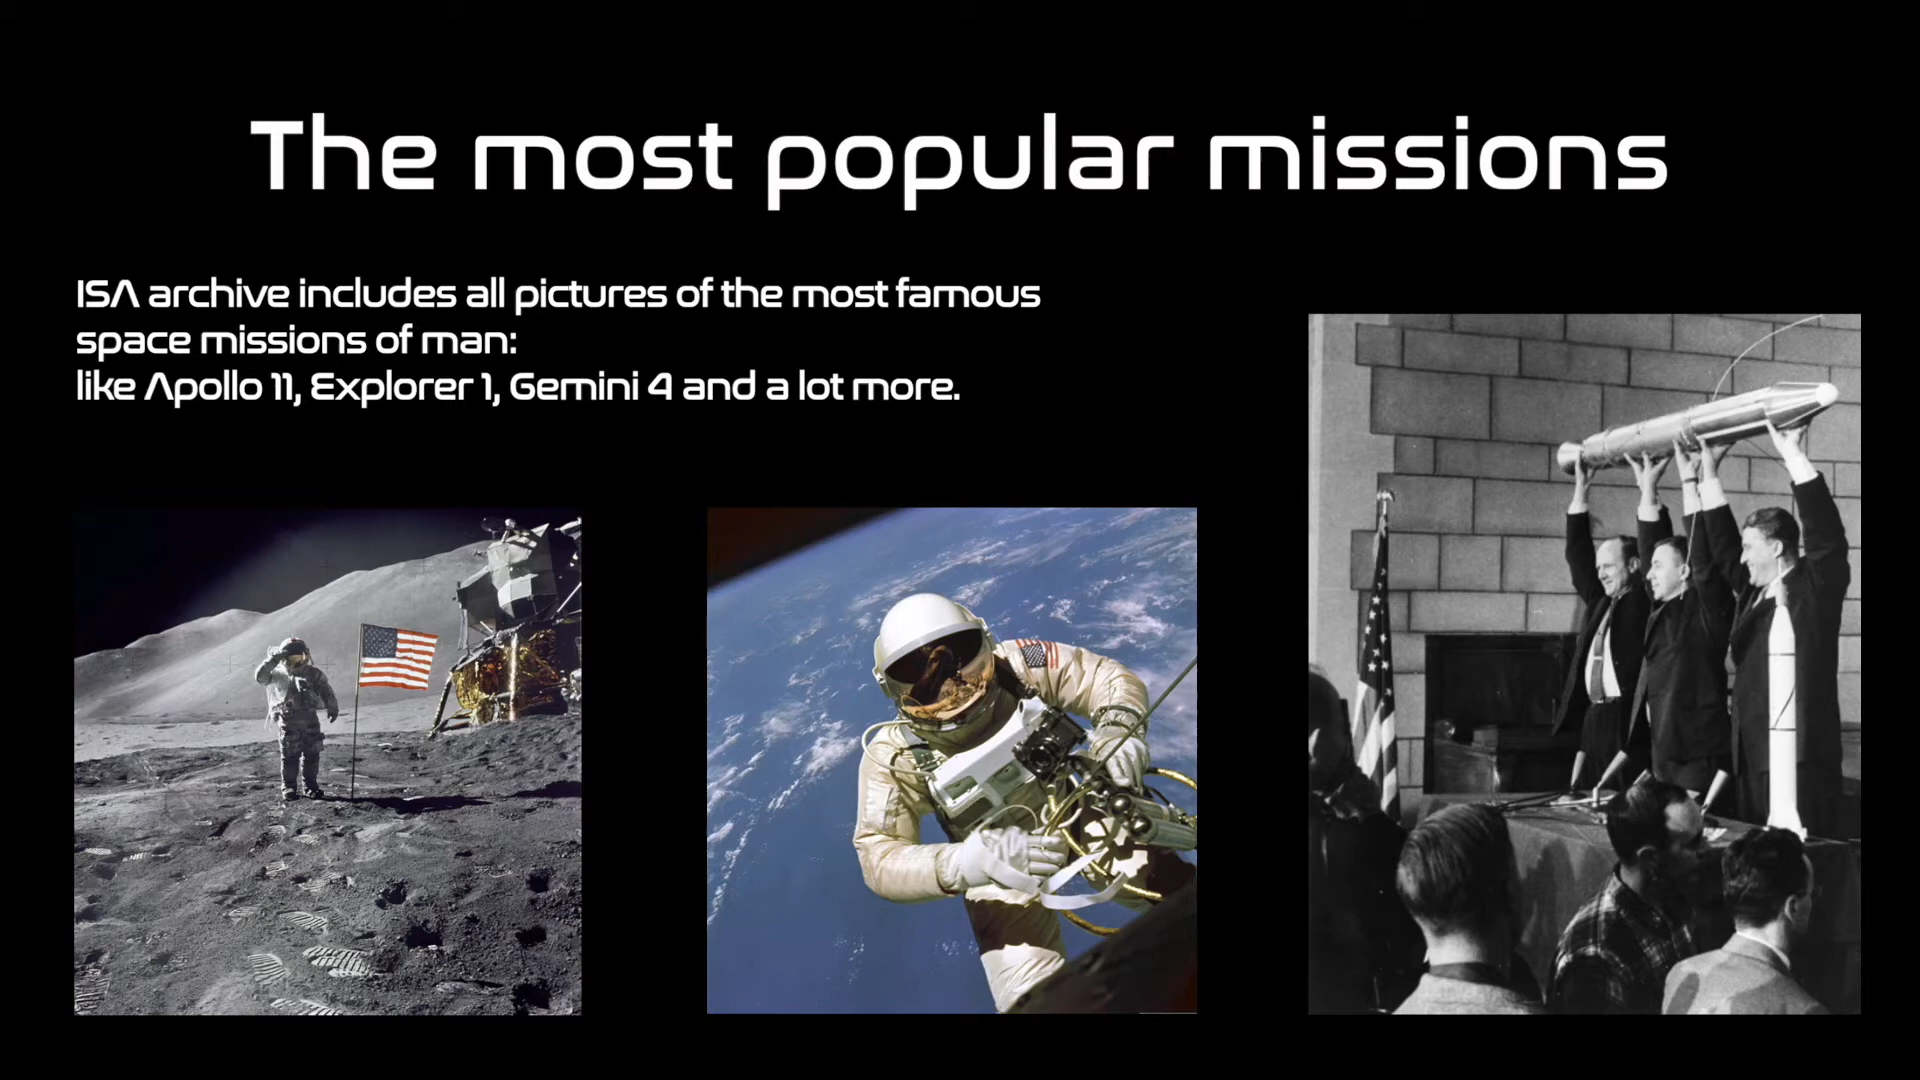 The most popular missions
ISA archive includes all pictures of the most famous
space missions of man:
like Apollo 11, Explorer 1, Gemini 4 and a lot more.